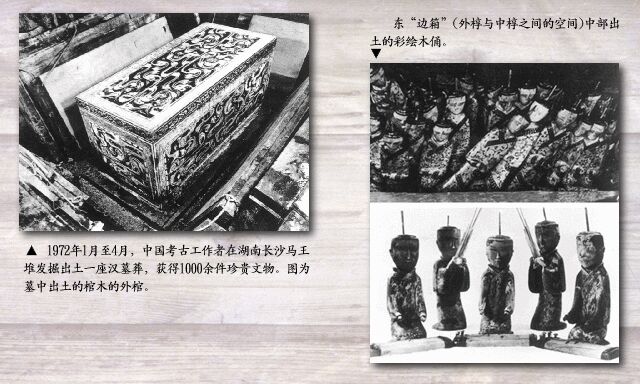 ▲ 1972年1月至4月，中国考古工作者在湖南长沙马王
堆发掘出土一座汉墓葬，获得1000余件珍贵文物。图为
墓中出土的棺木的外棺。
东“边箱”(外椁与中椁之间的空间)中部出
土的彩绘木俑。
▼